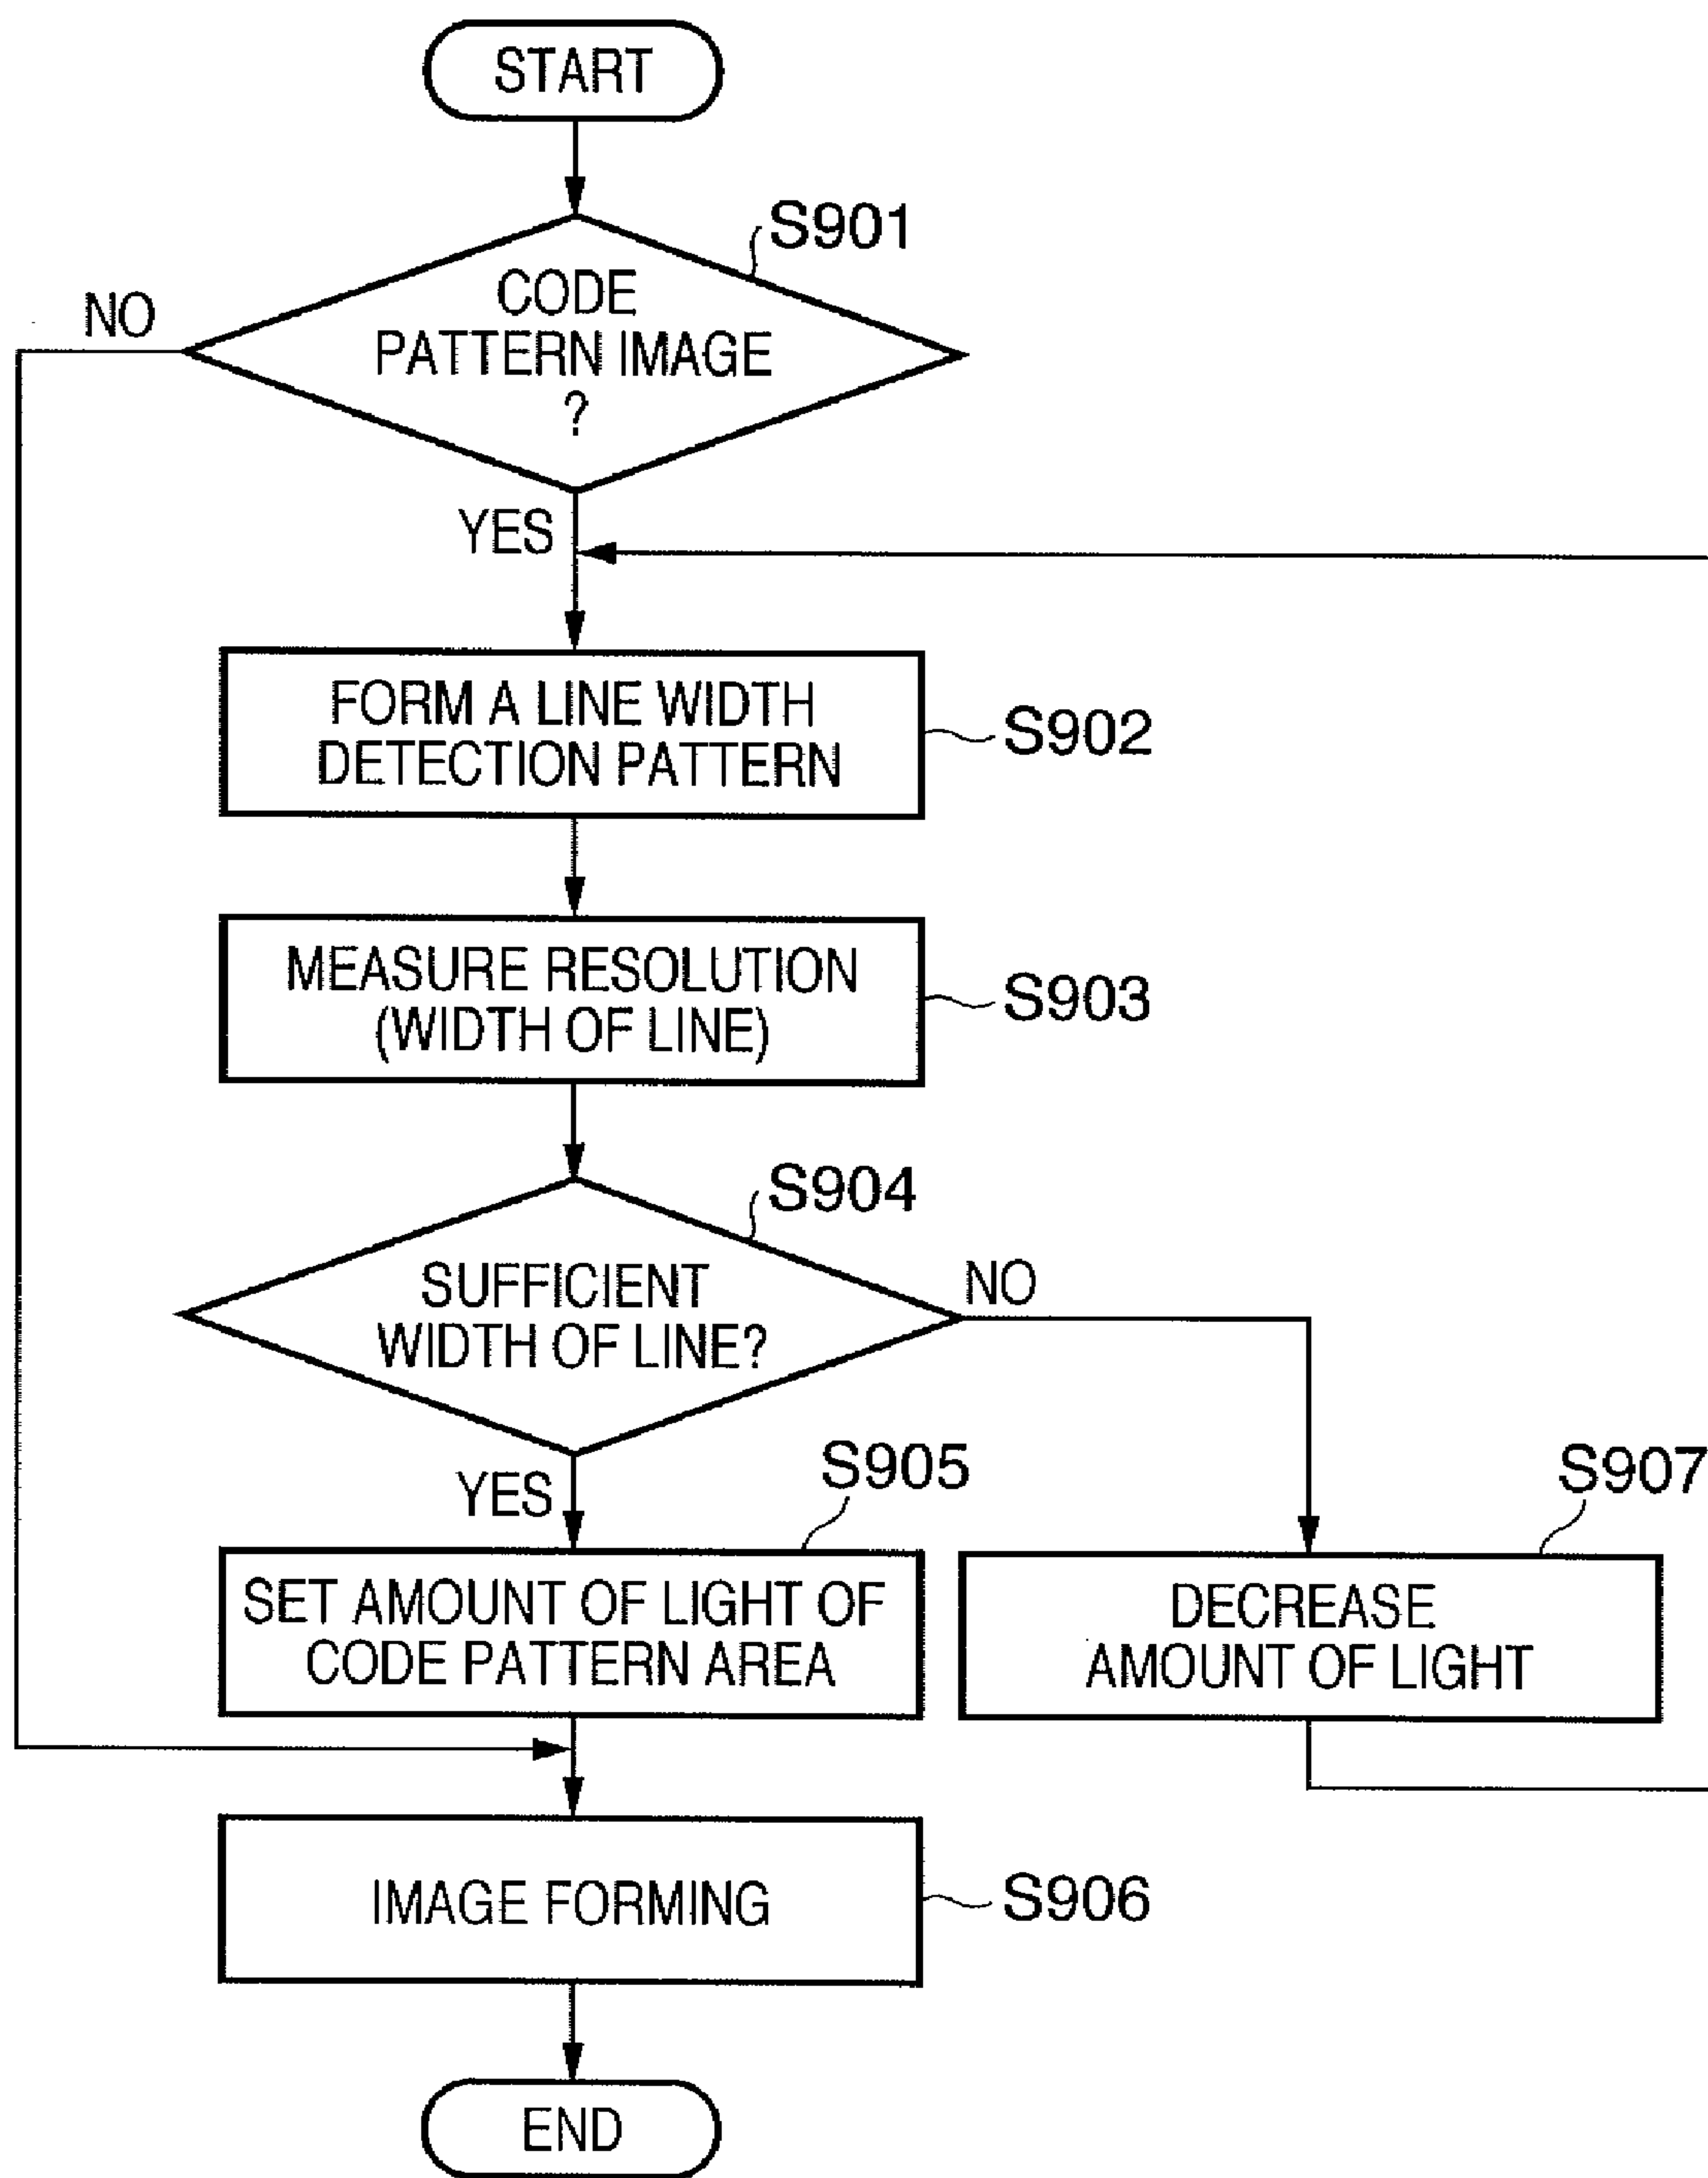 START
S901
NO
CODE
PATTERN IMAGE
?
YES
FORM A LINE WIDTH
DETECTION PATTERN
S902
MEASURE RESOLUTION
(WIDTH OF LINE)
S903
S904
SUFFICIENT
WIDTH OF LINE?
NO
YES
S905
S907
SET AMOUNT OF LIGHT OF
CODE PATTERN AREA
DECREASE
AMOUNT OF LIGHT
IMAGE FORMING
S906
END